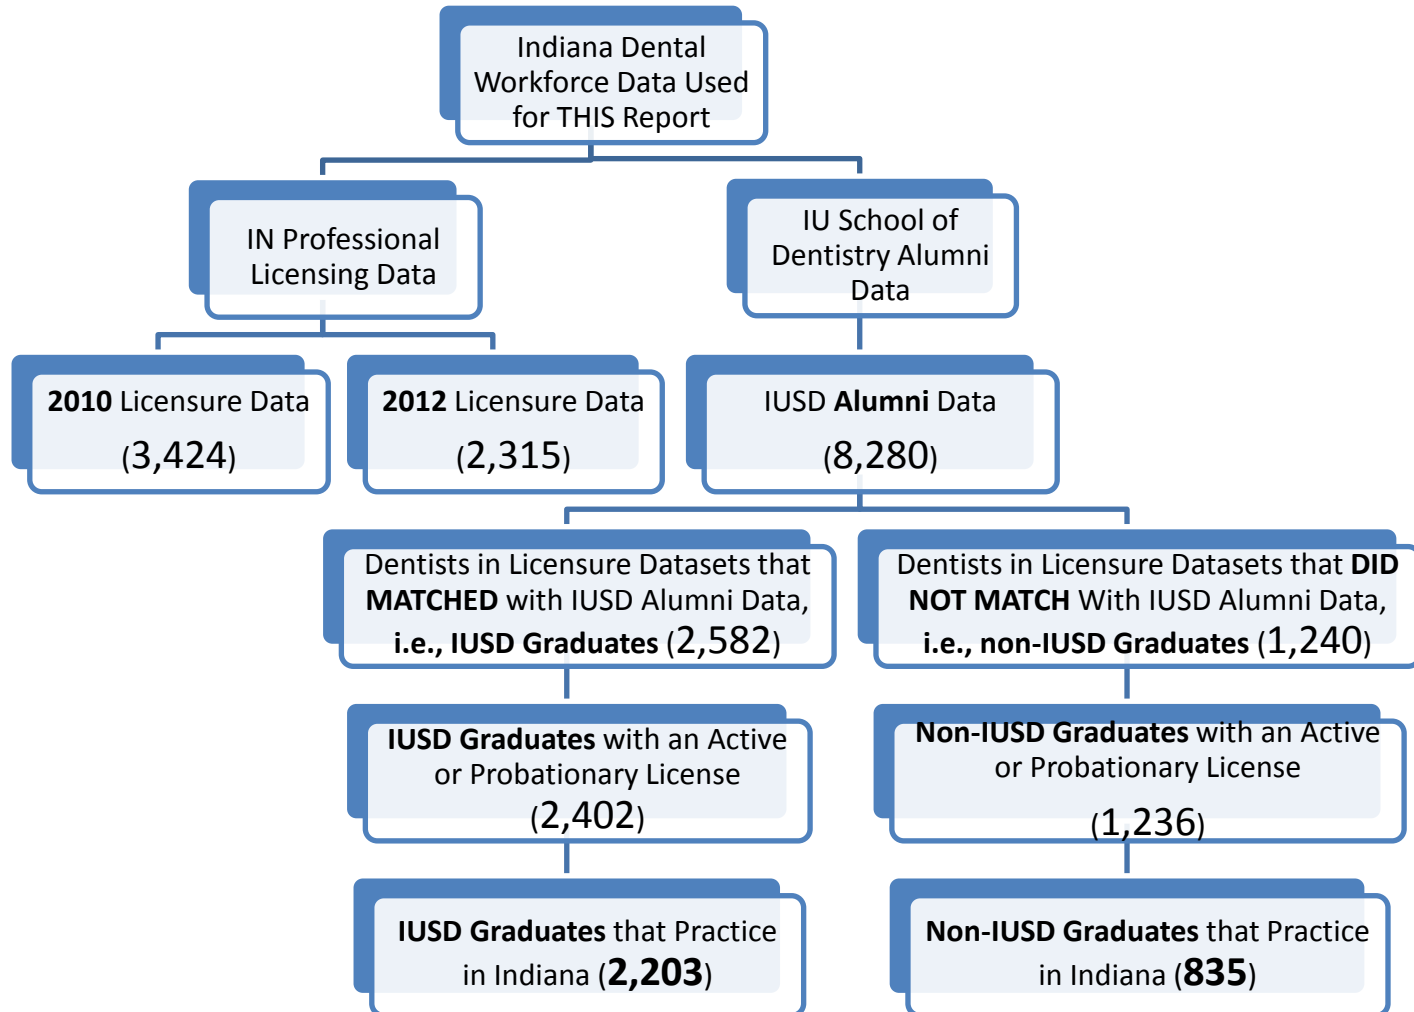 Indiana Dental
Workforce Data Used
for THIS Report
IN Professional
Licensing Data
IU School of
Dentistry Alumni
Data
2010 Licensure Data
(3,424)
2012 Licensure Data
(2,315)
IUSD Alumni Data
(8,280)
Dentists in Licensure Datasets that
MATCHED with IUSD Alumni Data,
i.e., IUSD Graduates (2,582)
Dentists in Licensure Datasets that DID
NOT MATCH With IUSD Alumni Data,
i.e., non-IUSD Graduates (1,240)
IUSD Graduates with an Active
or Probationary License
(2,402)
Non-IUSD Graduates with an Active
or Probationary License
(1,236)
IUSD Graduates that Practice
in Indiana (2,203)
Non-IUSD Graduates that Practice
in Indiana (835)